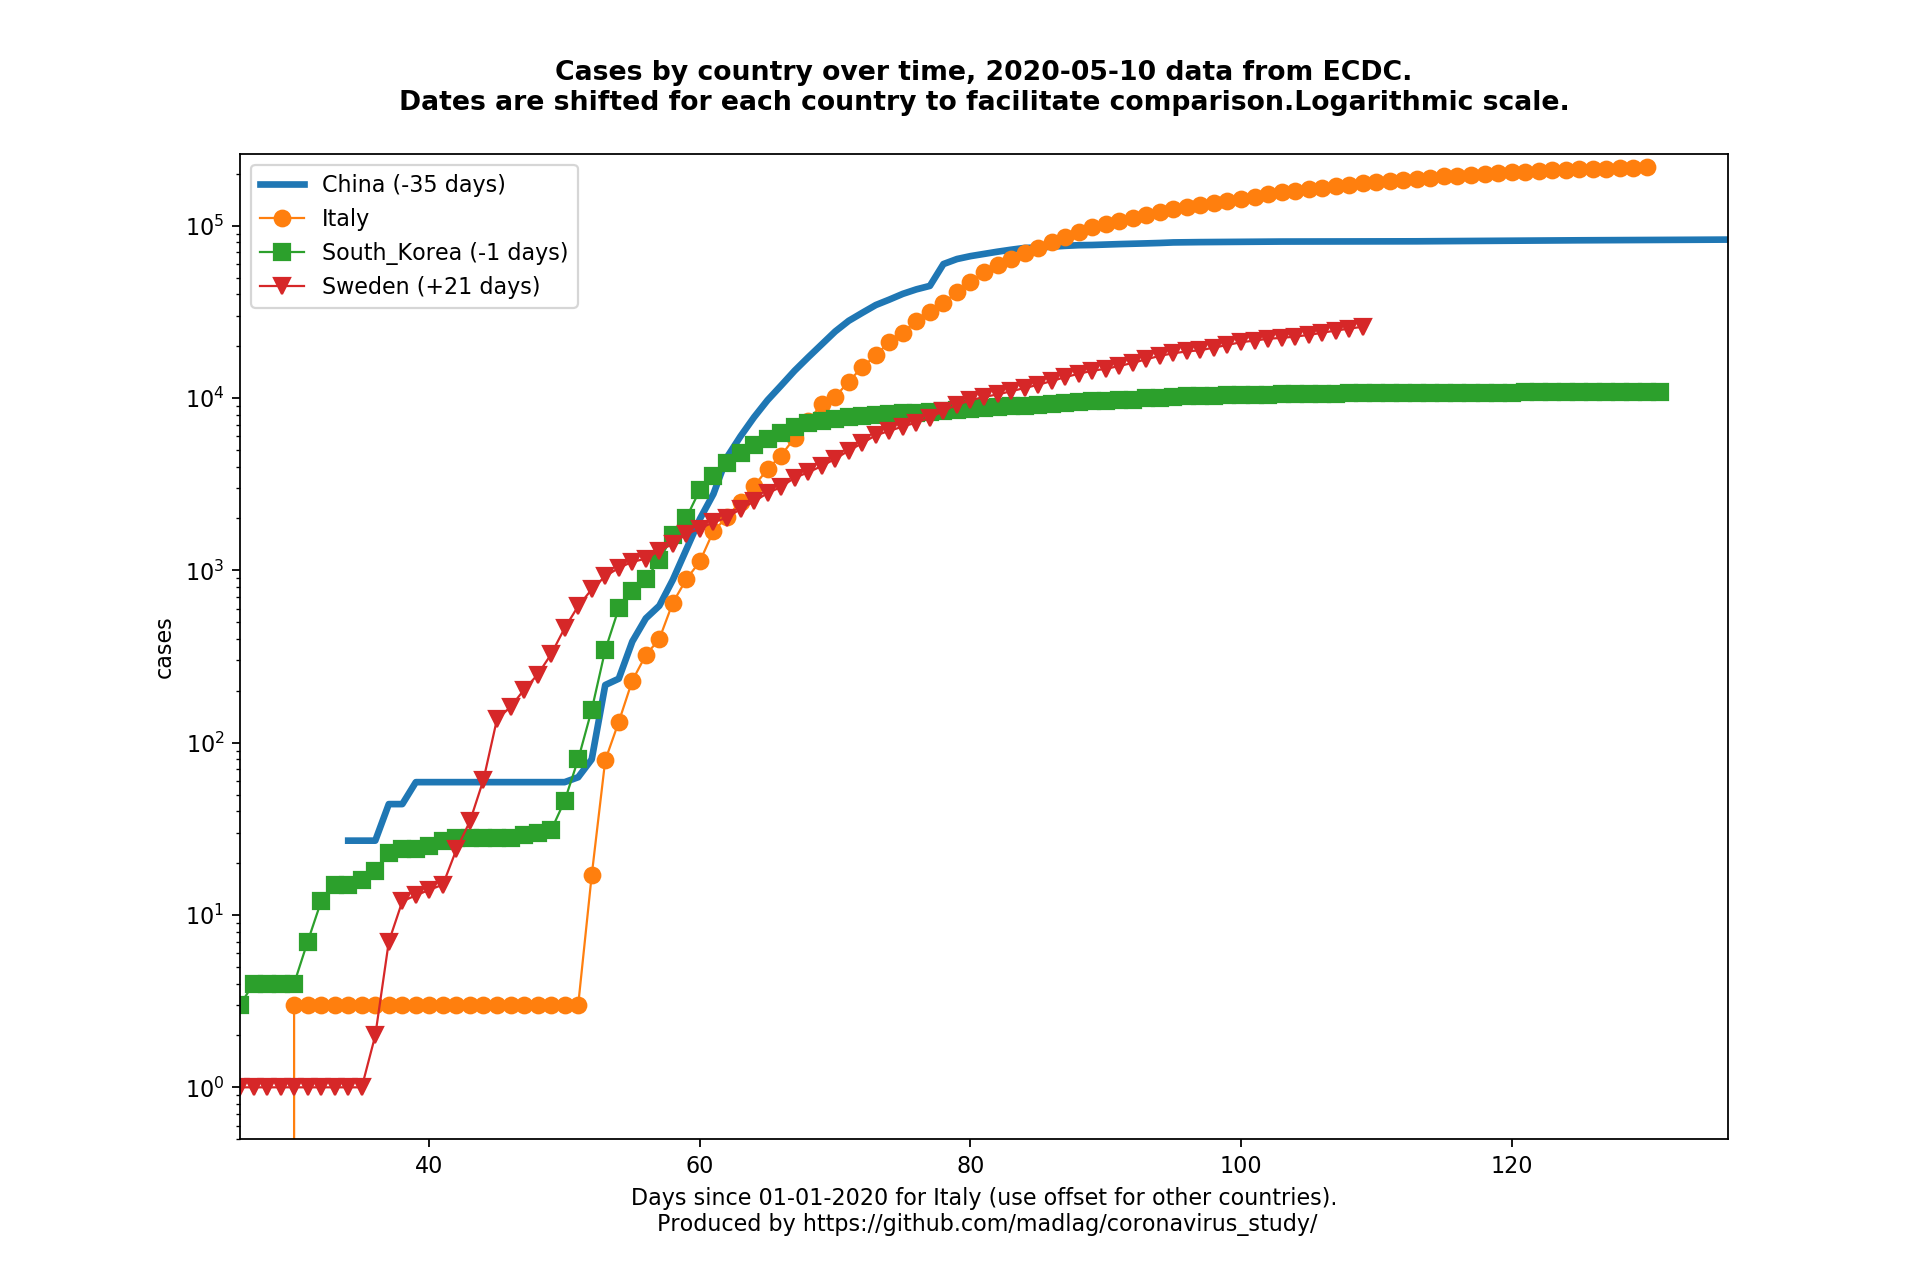 Cases by country over time, 2020-05-10 data from ECDC.
Dates are shifted for each country to facilitate comparison.Logarithmic scale.
China (-35 days)
Italy
South_Korea (-1 days)
Sweden (+21 days)
10^5
10^4
10^3
10^2
10^1
10^0
cases
40 60 80 100 120
Days since 01-01-2020 for Italy (use offset for other countries).
Produced by https://github.com/madlag/coronavirus_study/